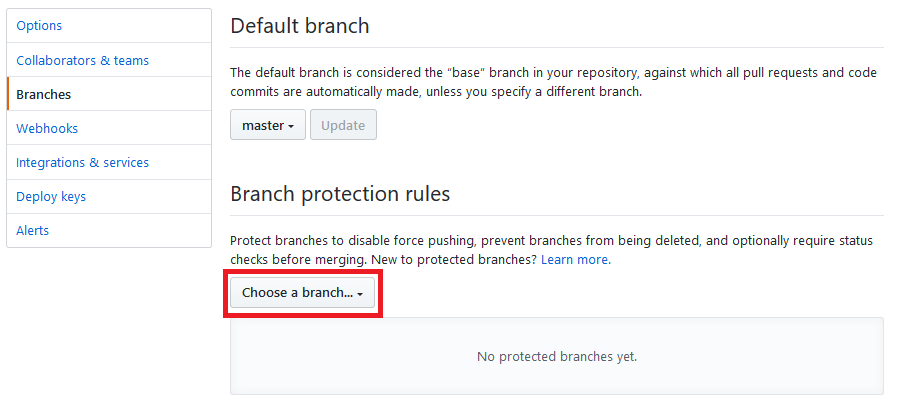 Options
Collaborators & teams
Branches
Webhooks
Integrations & services
Deploy keys
Alerts
Default branch
The default branch is considered the “base” branch in your repository, against which all pull requests and code
commits are automatically made, unless you specify a different branch.
master
Update
Branch protection rules
Protect branches to disable force pushing, prevent branches from being deleted, and optionally require status
checks before merging. New to protected branches? Learn more.
Choose a branch...
No protected branches yet.